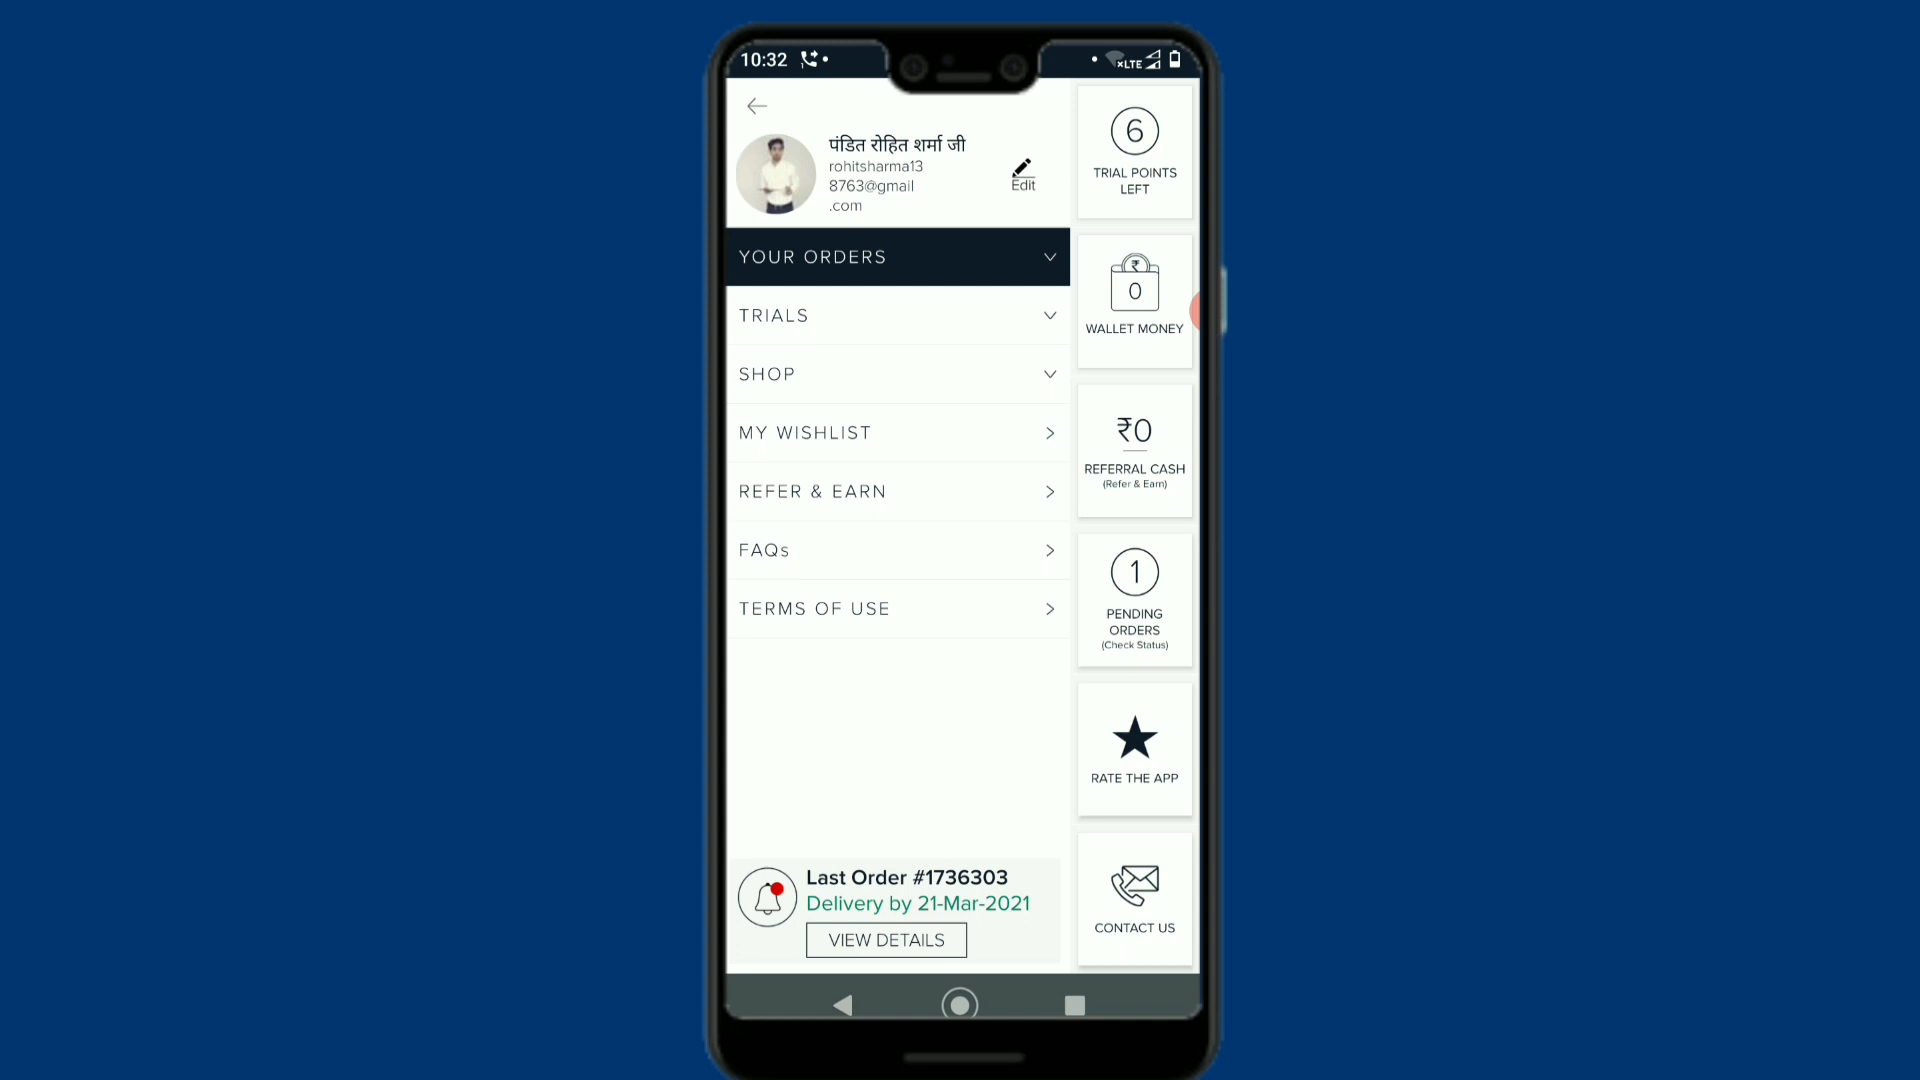 10:32
LTE
पंडित रोहित शर्मा जी
rohitsharma13
8763@gmail
.com
Edit
YOUR ORDERS
TRIALS
SHOP
MY WISHLIST
REFER & EARN
FAQs
TERMS OF USE
Last Order #1736303
Delivery by 21-Mar-2021
VIEW DETAILS
6
TRIAL POINTS
LEFT
₹
0
WALLET MONEY
₹0
REFERRAL CASH
(Refer & Earn)
1
PENDING
ORDERS
(Check Status)
RATE THE APP
CONTACT US